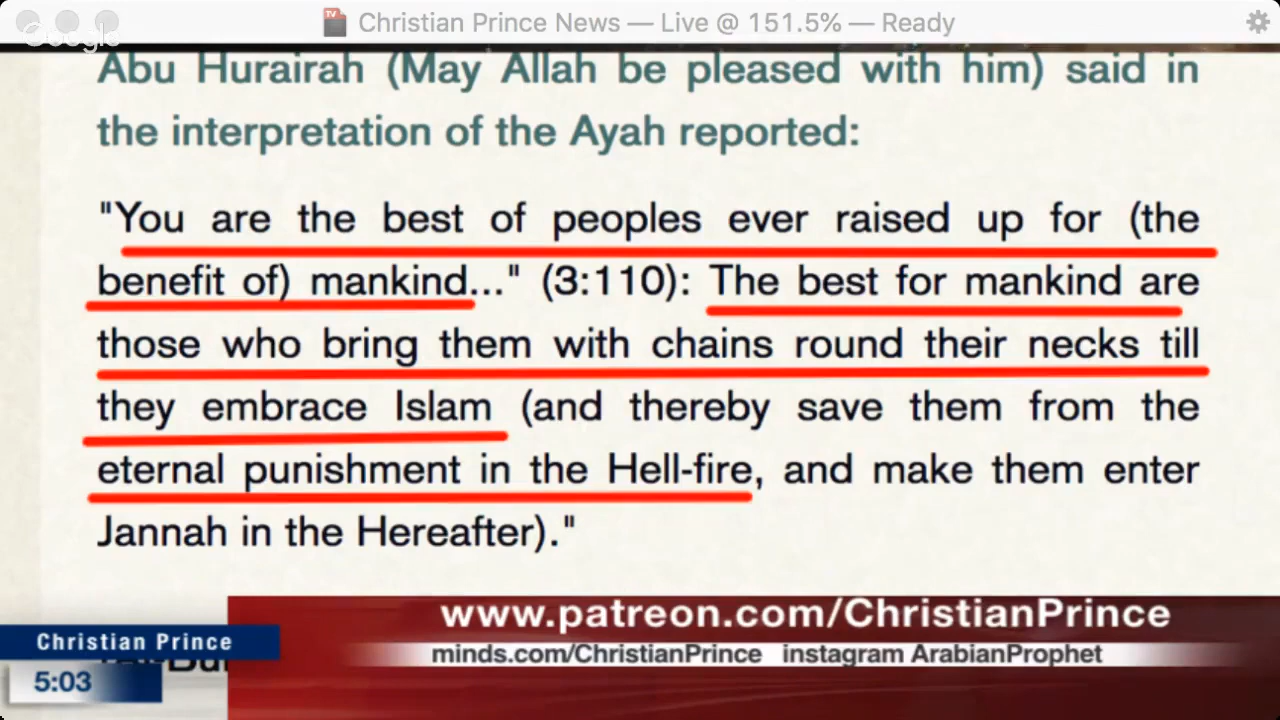 Christian Prince News — Live @ 151.5% — Ready
Google
Abu Hurairah (May Allah be pleased with him) said in
the interpretation of the Ayah reported:
"You are the best of peoples ever raised up for (the
benefit of) mankind..." (3:110): The best for mankind are
those who bring them with chains round their necks till
they embrace Islam (and thereby save them from the
eternal punishment in the Hell-fire, and make them enter
Jannah in the Hereafter)."
www.patreon.com/ChristianPrince
Christian Prince
minds.com/ChristianPrince instagram ArabianProphet
5:03